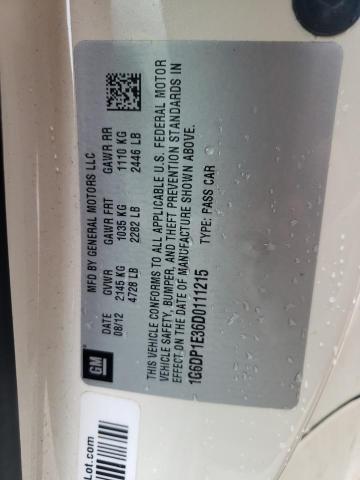 MFD BY GENERAL MOTORS LLC
DATE GVWR GAWR FRT GAWR RR
08/12 2145 KG 1035 KG 1110 KG
4728 LB 2282 LB 2446 LB
THIS VEHICLE CONFORMS TO ALL APPLICABLE U.S. FEDERAL MOTOR
VEHICLE SAFETY, BUMPER, AND THEFT PREVENTION STANDARDS IN
EFFECT ON THE DATE OF MANUFACTURE SHOWN ABOVE.
1G6DP1E36D0111215 TYPE: PASS CAR
GM
Lot.com